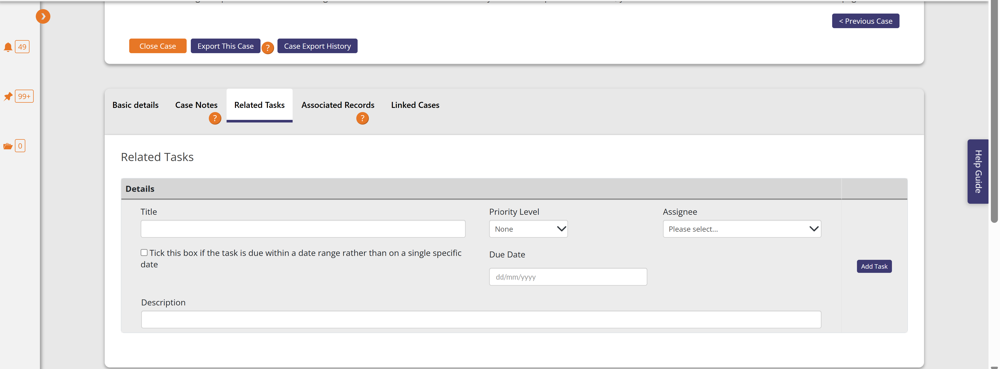 < Previous Case
49
Close Case Export This Case ? Case Export History
99+
Basic details Case Notes Related Tasks Associated Records Linked Cases
? ?
0
Related Tasks
Help Guide
Details
Title Priority Level Assignee
None Please select...
Tick this box if the task is due within a date range rather than on a single specific
date
Due Date
Add Task
dd/mm/yyyy
Description